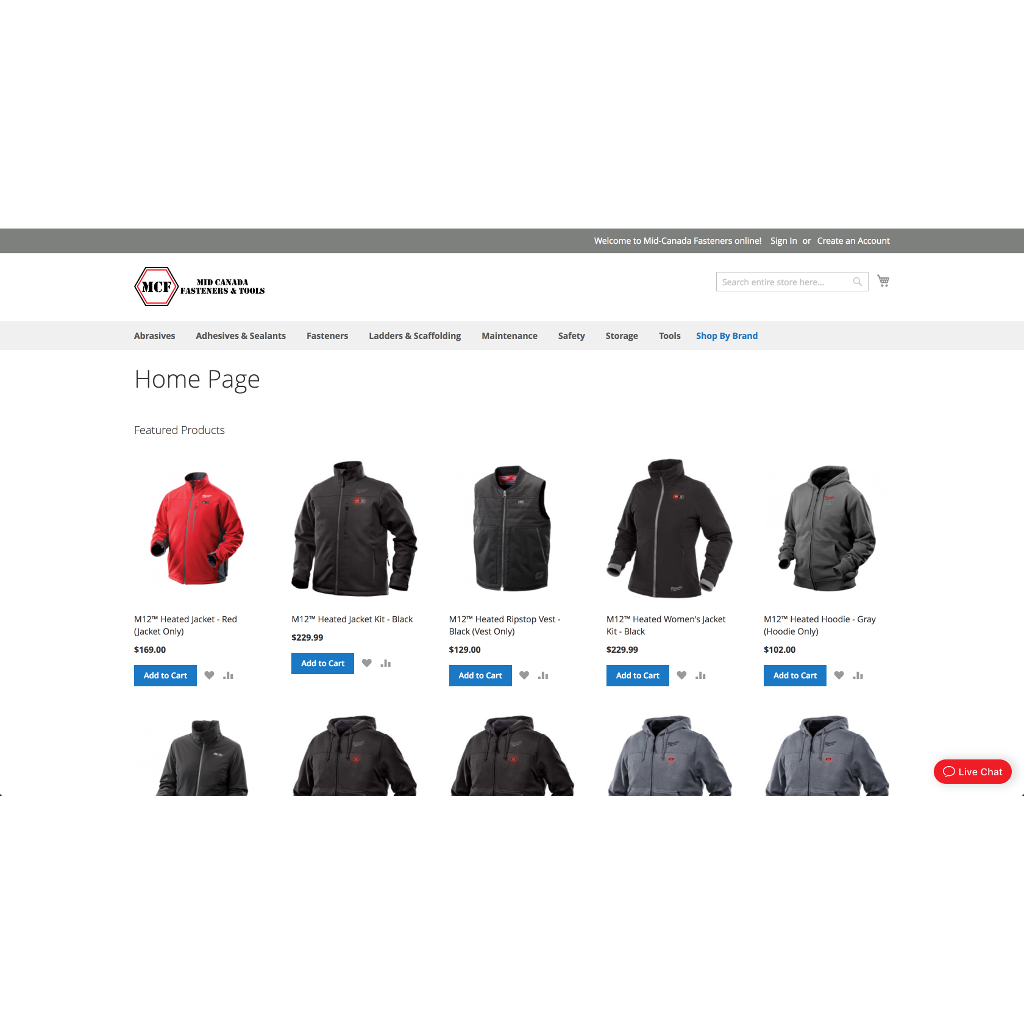 Welcome to Mid-Canada Fasteners online! Sign In or Create an Account
MCF
MID CANADA
FASTENERS & TOOLS
Search entire store here...
Abrasives Adhesives & Sealants Fasteners Ladders & Scaffolding Maintenance Safety Storage Tools Shop By Brand
Home Page
Featured Products
M12™ Heated Jacket - Red
(Jacket Only)
$169.00
Add to Cart
M12™ Heated Jacket Kit - Black
$229.99
Add to Cart
M12™ Heated Ripstop Vest -
Black (Vest Only)
$129.00
Add to Cart
M12™ Heated Women's Jacket
Kit - Black
$229.99
Add to Cart
M12™ Heated Hoodie - Gray
(Hoodie Only)
$102.00
Add to Cart
Live Chat